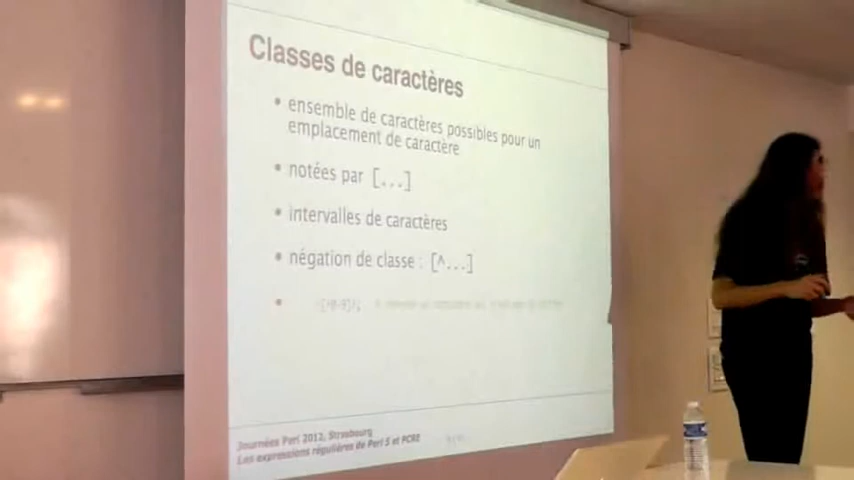 Classes de caractères
• ensemble de caractères possibles pour un
emplacement de caractère
• notées par [...]
• intervalles de caractères
• négation de classe : [^...]
•
Journées Perl 2012, Strasbourg
Les expressions régulières de Perl 5 et PCRE